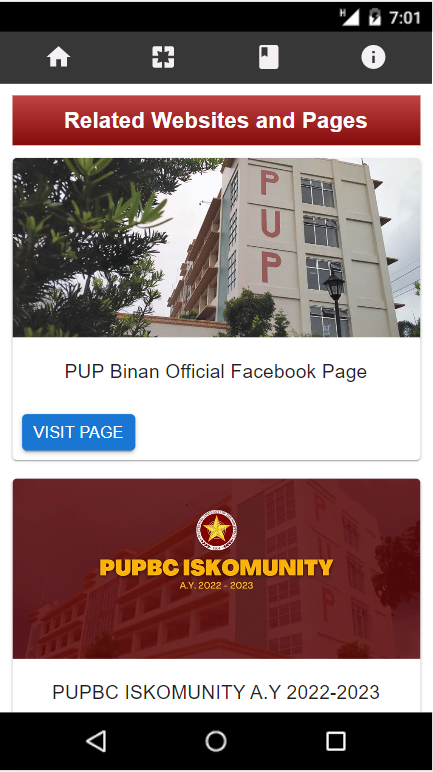 H
7:01
Related Websites and Pages
P
U
P
PUP Binan Official Facebook Page
VISIT PAGE
PUPBC ISKOMUNITY
A.Y. 2022 - 2023
PUPBC ISKOMUNITY A.Y 2022-2023